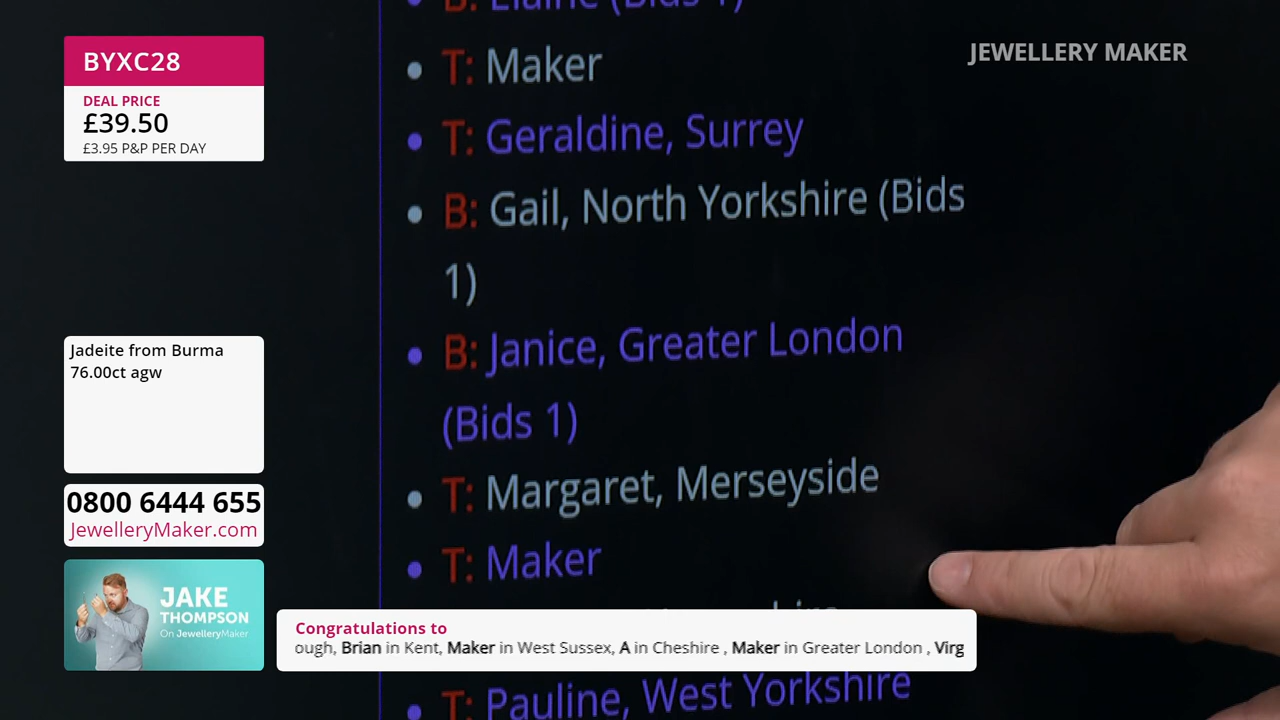 BYXC28
DEAL PRICE
£39.50
£3.95 P&P PER DAY
JEWELLERY MAKER
B: Elaine (Bids 1)
T: Maker
T: Geraldine, Surrey
B: Gail, North Yorkshire (Bids
1)
B: Janice, Greater London
(Bids 1)
T: Margaret, Merseyside
T: Maker
T: Pauline, West Yorkshire
Jadeite from Burma
76.00ct agw
0800 6444 655
JewelleryMaker.com
JAKE
THOMPSON
On JewelleryMaker
Congratulations to
ough, Brian in Kent, Maker in West Sussex, A in Cheshire , Maker in Greater London , Virg